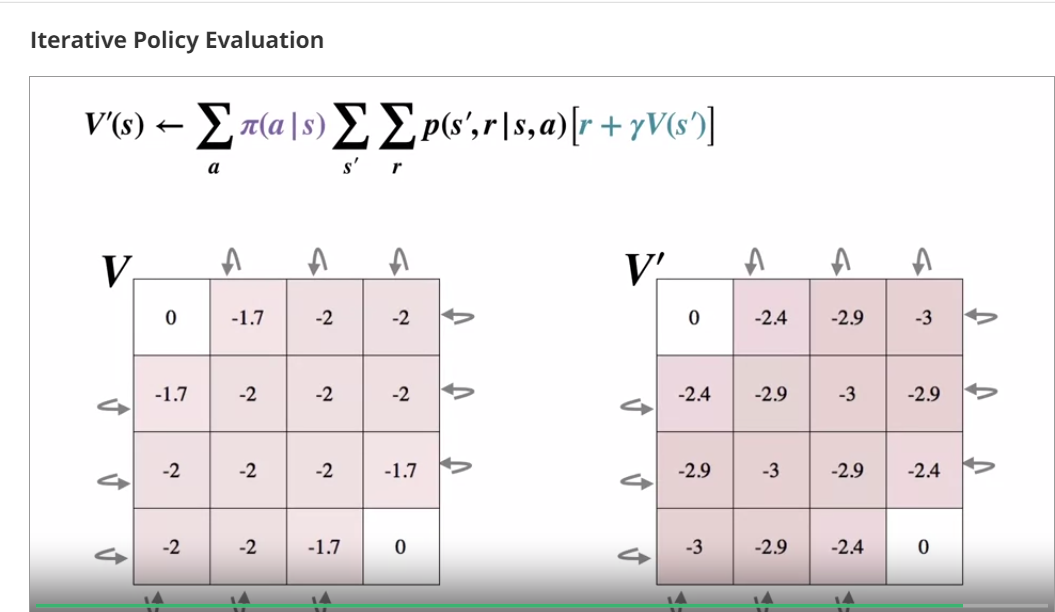 Iterative Policy Evaluation
V′(s) ← ∑ π(a|s) ∑ ∑ p(s′, r|s, a)[r + γV(s′)]
a s′ r
V
0 -1.7 -2 -2
-1.7 -2 -2 -2
-2 -2 -2 -1.7
-2 -2 -1.7 0
V′
0 -2.4 -2.9 -3
-2.4 -2.9 -3 -2.9
-2.9 -3 -2.9 -2.4
-3 -2.9 -2.4 0